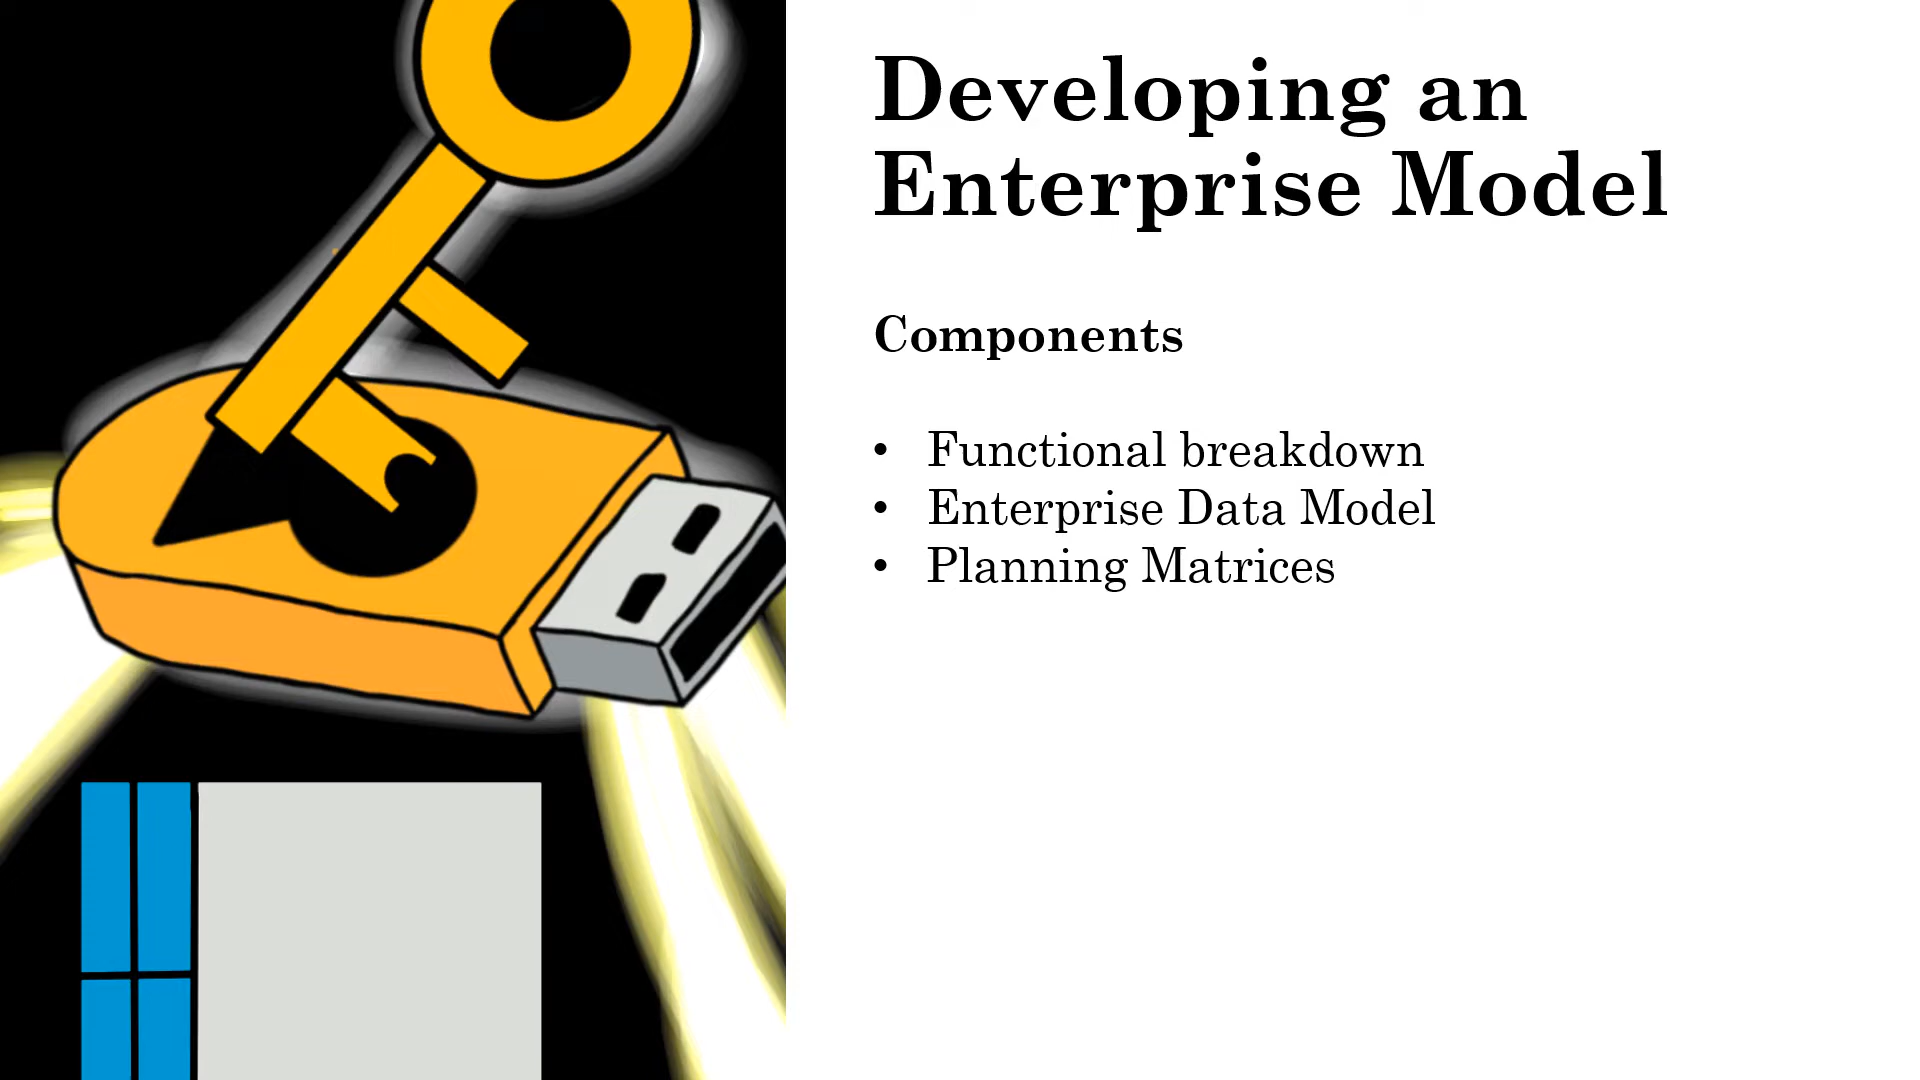 Developing an
Enterprise Model
Components
• Functional breakdown
• Enterprise Data Model
• Planning Matrices